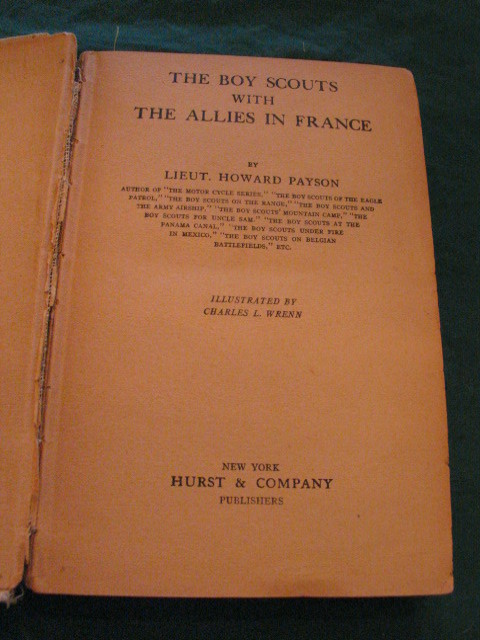 THE BOY SCOUTS
WITH
THE ALLIES IN FRANCE
BY
LIEUT. HOWARD PAYSON
AUTHOR OF "THE MOTOR CYCLE SERIES," "THE BOY SCOUTS OF THE EAGLE
PATROL," "THE BOY SCOUTS ON THE RANGE," "THE BOY SCOUTS AND
THE ARMY AIRSHIP," "THE BOY SCOUTS' MOUNTAIN CAMP," "THE
BOY SCOUTS FOR UNCLE SAM," "THE BOY SCOUTS AT THE
PANAMA CANAL," "THE BOY SCOUTS UNDER FIRE
IN MEXICO," "THE BOY SCOUTS ON BELGIAN
BATTLEFIELDS," ETC.
ILLUSTRATED BY
CHARLES L. WRENN
NEW YORK
HURST & COMPANY
PUBLISHERS